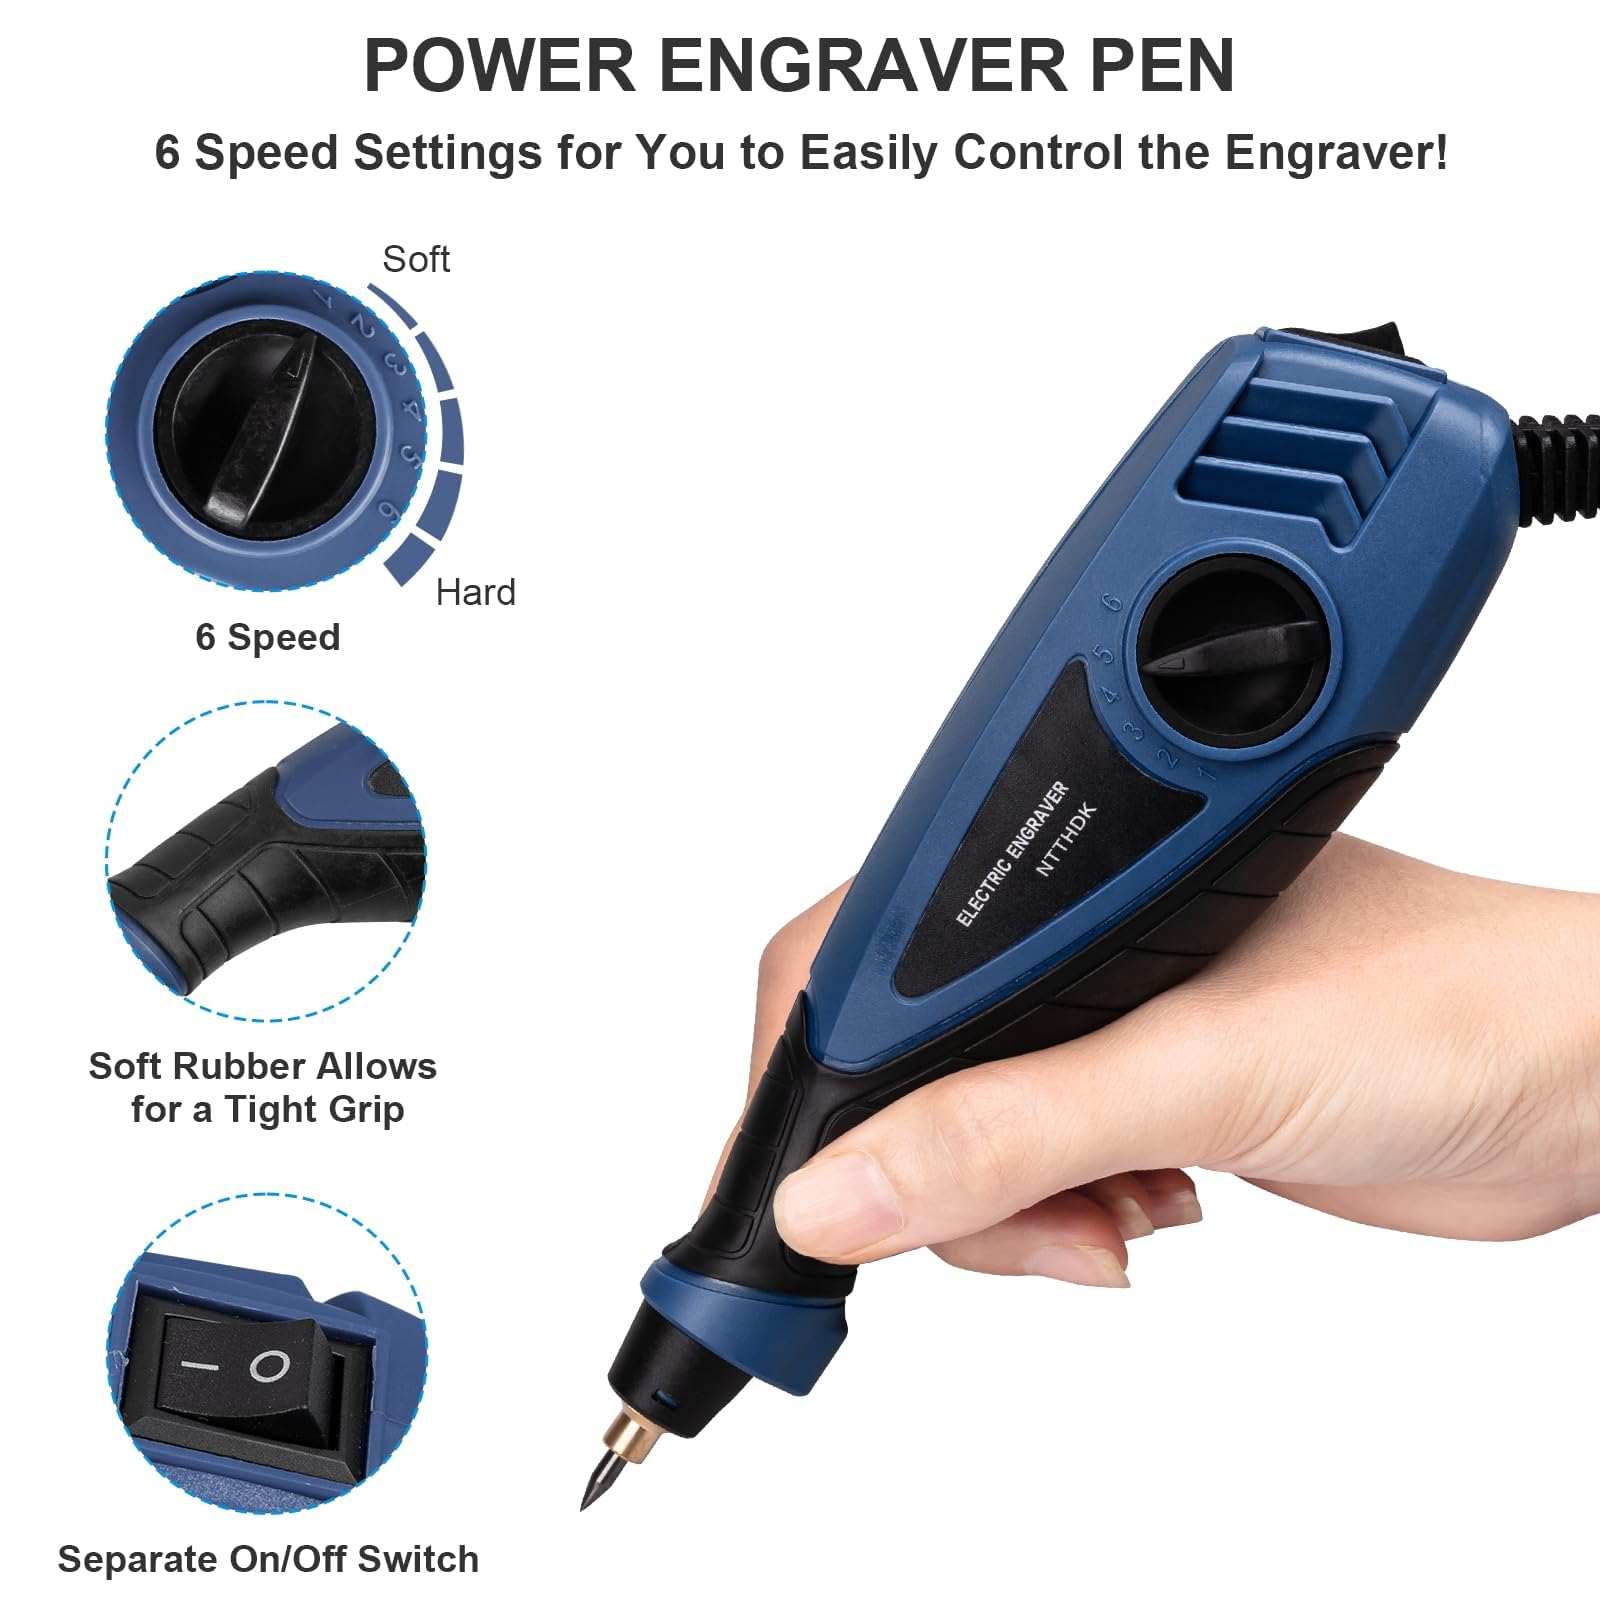 POWER ENGRAVER PEN
6 Speed Settings for You to Easily Control the Engraver!
Soft
1
2
3
4
5
6
Hard
6 Speed
Soft Rubber Allows
for a Tight Grip
I O
Separate On/Off Switch
6
5
4
3
2
1
ELECTRIC ENGRAVER
NTTHDK